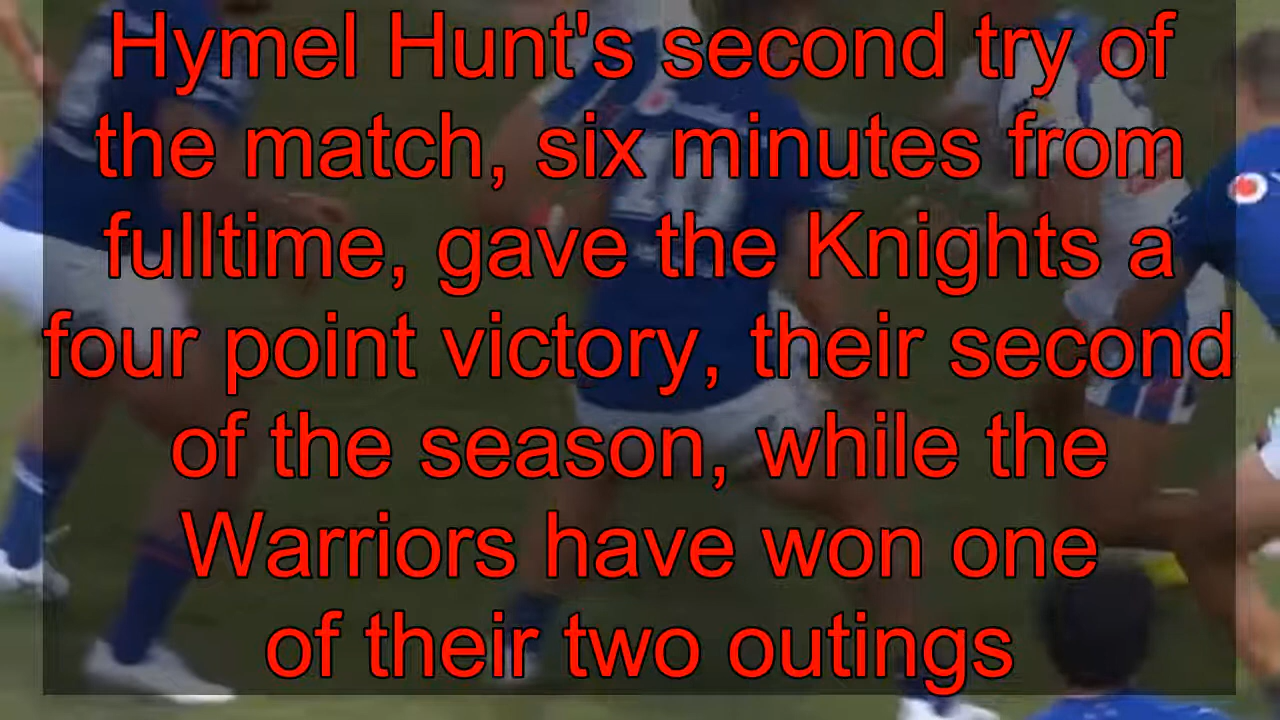 Hymel Hunt's second try of
the match, six minutes from
fulltime, gave the Knights a
four point victory, their second
of the season, while the
Warriors have won one
of their two outings